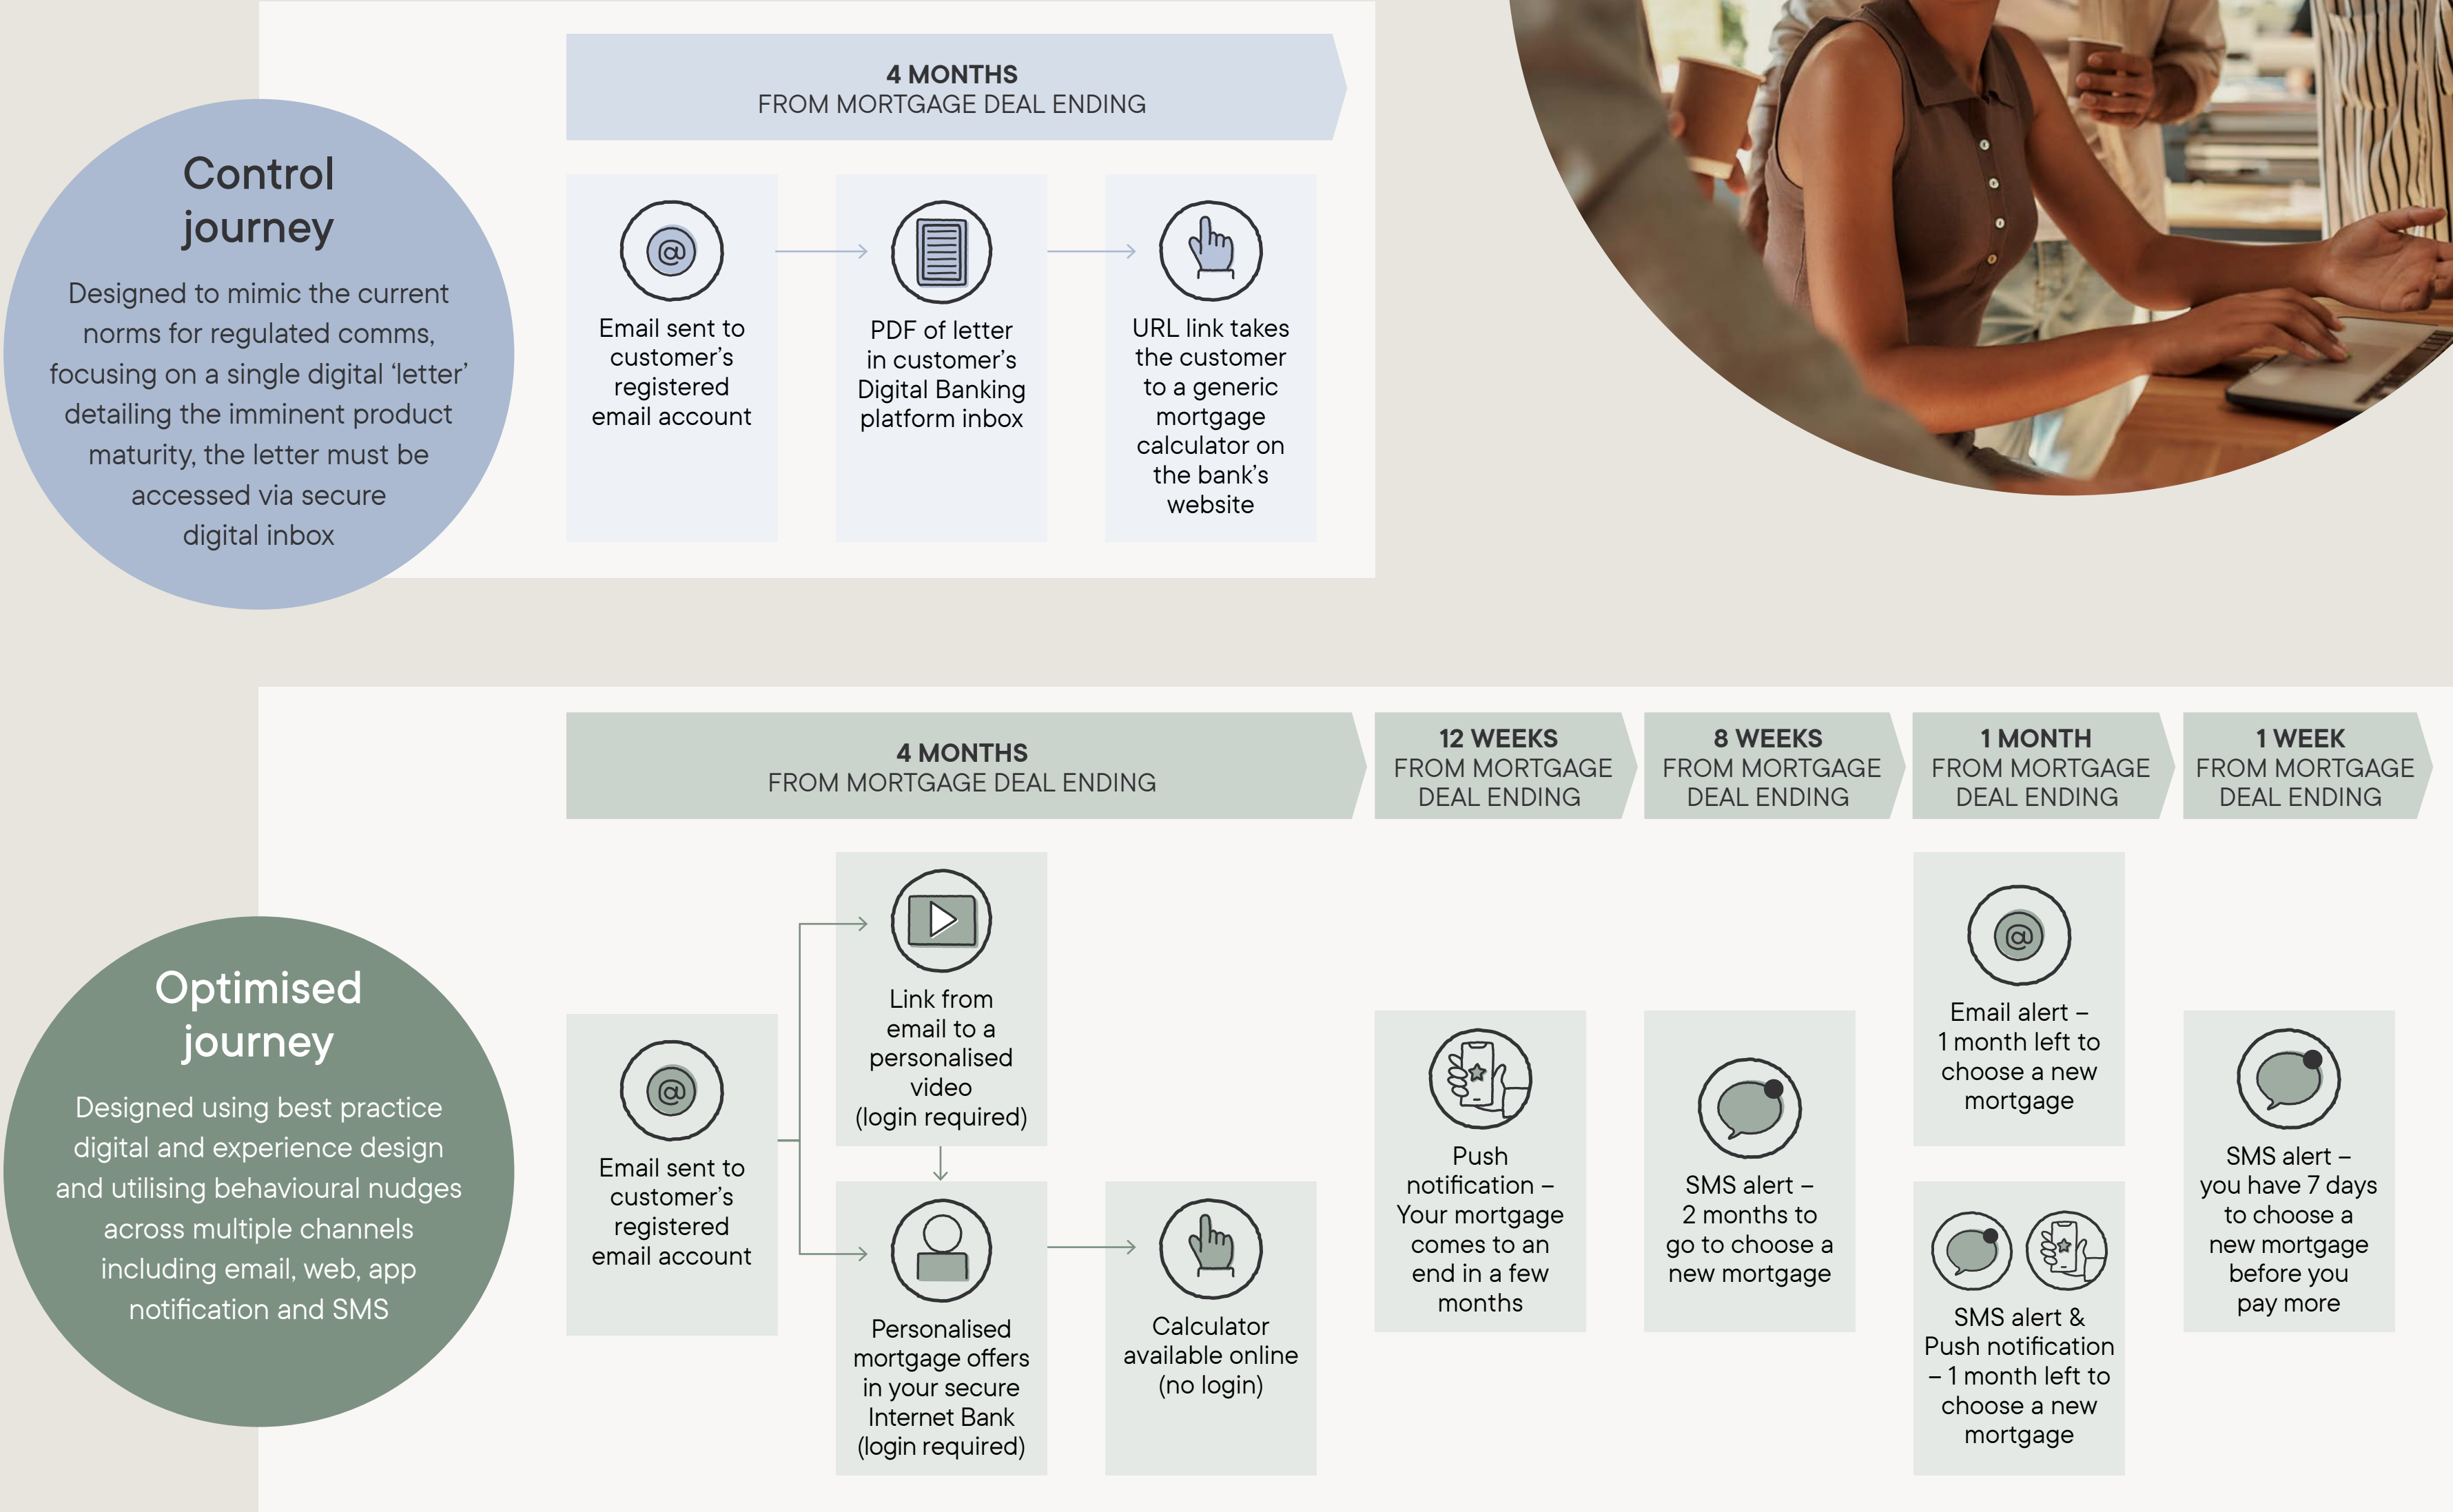 4 MONTHS
FROM MORTGAGE DEAL ENDING
Control
journey
Designed to mimic the current
norms for regulated comms,
focusing on a single digital ‘letter’
detailing the imminent product
maturity, the letter must be
accessed via secure
digital inbox
@
Email sent to
customer’s
registered
email account
PDF of letter
in customer’s
Digital Banking
platform inbox
URL link takes
the customer
to a generic
mortgage
calculator on
the bank’s
website
4 MONTHS
FROM MORTGAGE DEAL ENDING
12 WEEKS
FROM MORTGAGE
DEAL ENDING
8 WEEKS
FROM MORTGAGE
DEAL ENDING
1 MONTH
FROM MORTGAGE
DEAL ENDING
1 WEEK
FROM MORTGAGE
DEAL ENDING
Optimised
journey
Designed using best practice
digital and experience design
and utilising behavioural nudges
across multiple channels
including email, web, app
notification and SMS
@
Email sent to
customer’s
registered
email account
Link from
email to a
personalised
video
(login required)
Personalised
mortgage offers
in your secure
Internet Bank
(login required)
Calculator
available online
(no login)
Push
notification –
Your mortgage
comes to an
end in a few
months
SMS alert –
2 months to
go to choose a
new mortgage
@
Email alert –
1 month left to
choose a new
mortgage
SMS alert &
Push notification
– 1 month left to
choose a new
mortgage
SMS alert –
you have 7 days
to choose a
new mortgage
before you
pay more